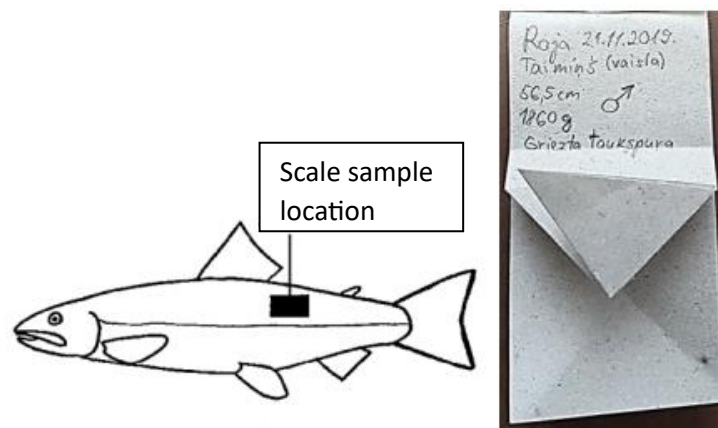 Scale sample
location
Roja 21.11.2019.
Taimiņš (vaisla)
56,5cm ♂
1860g
Griezta taukspura